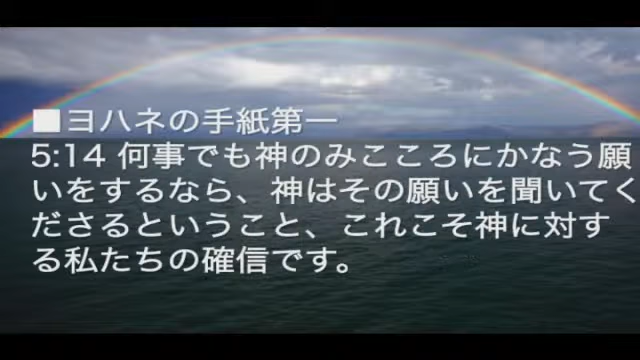 ■ヨハネの手紙第一
5:14 何事でも神のみこころにかなう願
いをするなら、神はその願いを聞いてく
ださるということ、これこそ神に対す
る私たちの確信です。